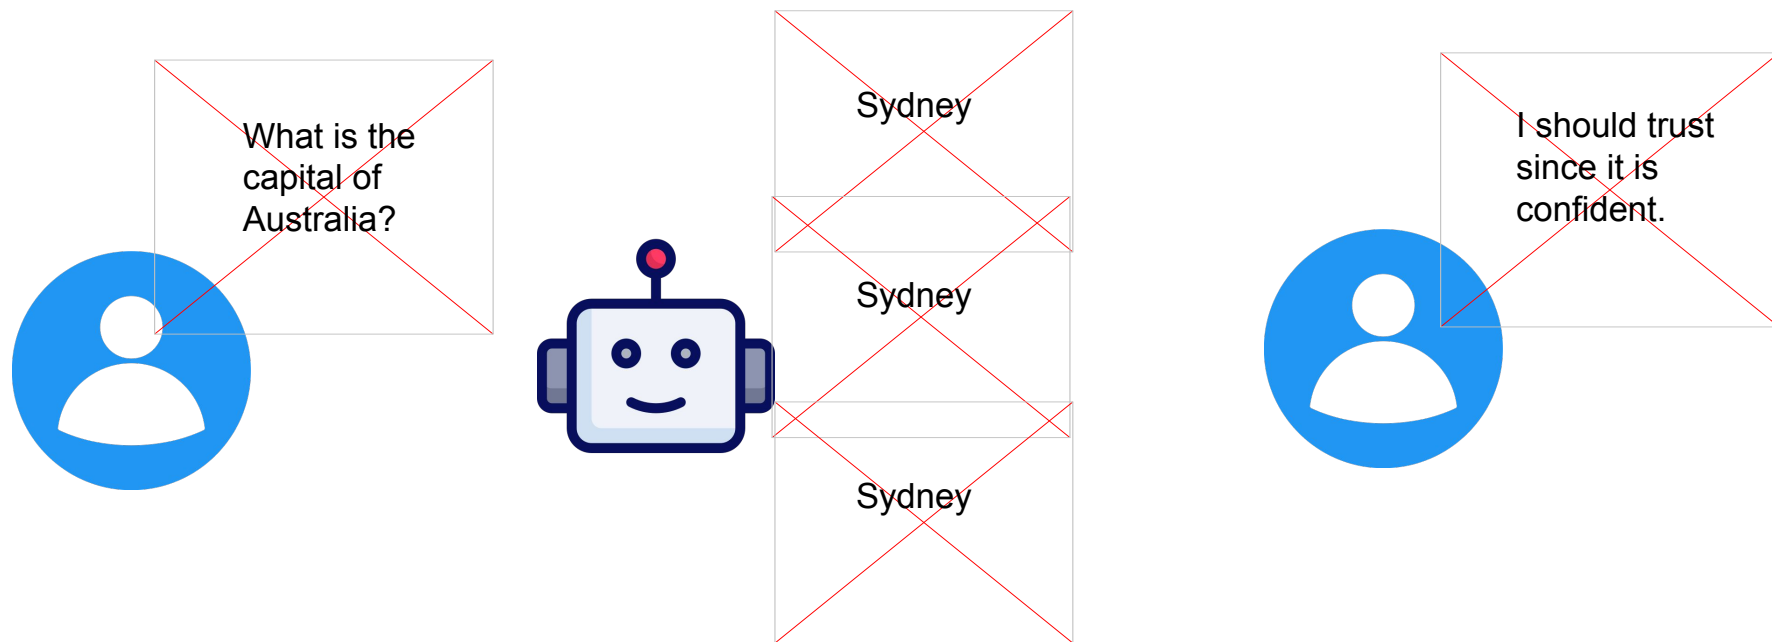 What is the
capital of
Australia?
Sydney
Sydney
Sydney
I should trust
since it is
confident.